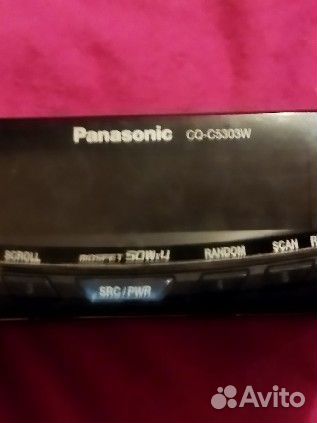 Panasonic CQ-C5303W
SCROLL MOSFET 50W×4 RANDOM SCAN R
SRC/PWR
Avito